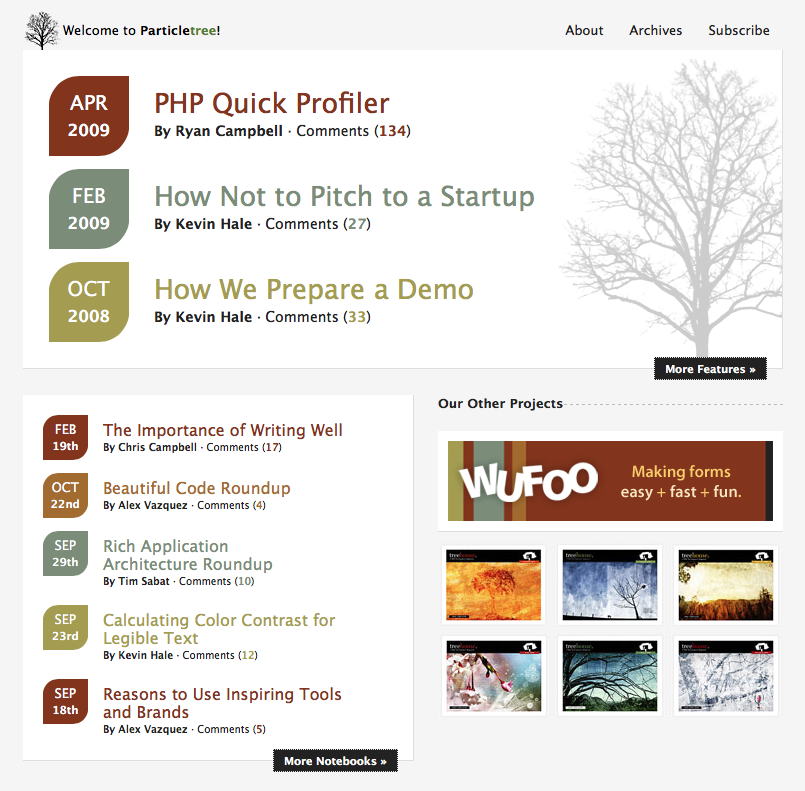 Welcome to Particletree!
About Archives Subscribe
APR
2009
PHP Quick Profiler
By Ryan Campbell · Comments (134)
FEB
2009
How Not to Pitch to a Startup
By Kevin Hale · Comments (27)
OCT
2008
How We Prepare a Demo
By Kevin Hale · Comments (33)
More Features »
FEB
19th
The Importance of Writing Well
By Chris Campbell · Comments (17)
OCT
22nd
Beautiful Code Roundup
By Alex Vazquez · Comments (4)
SEP
29th
Rich Application
Architecture Roundup
By Tim Sabat · Comments (10)
SEP
23rd
Calculating Color Contrast for
Legible Text
By Kevin Hale · Comments (12)
SEP
18th
Reasons to Use Inspiring Tools
and Brands
By Alex Vazquez · Comments (5)
More Notebooks »
Our Other Projects
WUFOO
Making forms
easy + fast + fun.
treehouse.
treehouse.
treehouse.
treehouse.
treehouse.
treehouse.